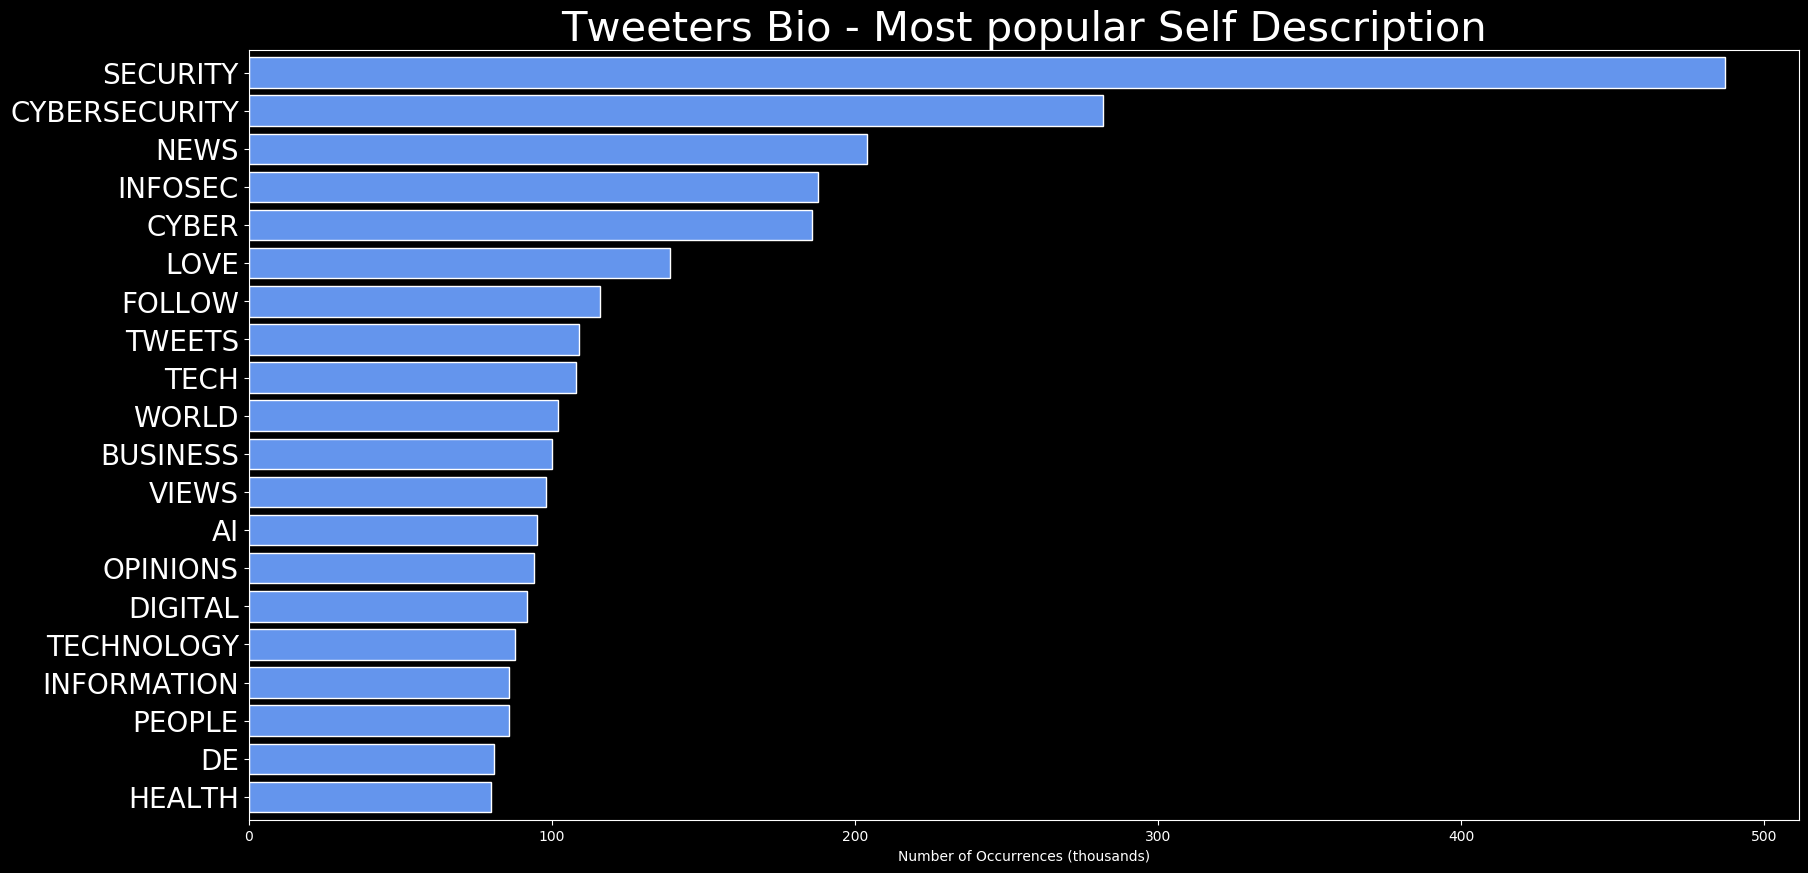 Tweeters Bio - Most popular Self Description
SECURITY
CYBERSECURITY
NEWS
INFOSEC
CYBER
LOVE
FOLLOW
TWEETS
TECH
WORLD
BUSINESS
VIEWS
AI
OPINIONS
DIGITAL
TECHNOLOGY
INFORMATION
PEOPLE
DE
HEALTH
0 100 200 300 400 500
Number of Occurrences (thousands)